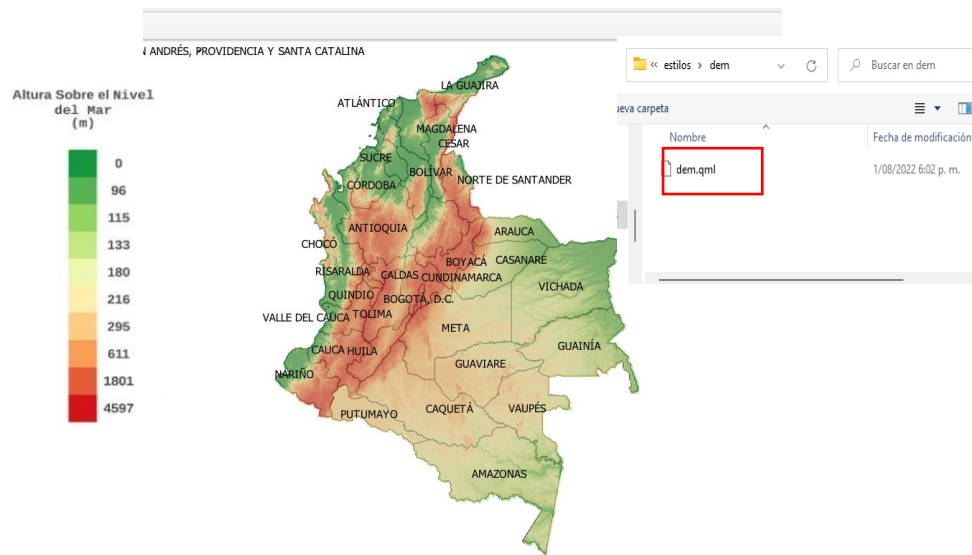 N ANDRÉS, PROVIDENCIA Y SANTA CATALINA
Altura Sobre el Nivel
del Mar
(m)
0
96
115
133
180
216
295
611
1801
4597
LA GUAJIRA
ATLÁNTICO
MAGDALENA
CESAR
SUCRE
BOLÍVAR
NORTE DE SANTANDER
CÓRDOBA
ANTIOQUIA
ARAUCA
CHOCÓ
BOYACÁ
CASANARE
RISARALDA
CALDAS
CUNDINAMARCA
VICHADA
QUINDIO
BOGOTÁ, D.C.
VALLE DEL CAUCA
TOLIMA
META
GUAINÍA
CAUCA
HUILA
GUAVIARE
NARIÑO
PUTUMAYO
CAQUETÁ
VAUPÉS
AMAZONAS
« estilos › dem
Buscar en dem
ueva carpeta
Nombre
Fecha de modificación
dem.qml
1/08/2022 6:02 p. m.